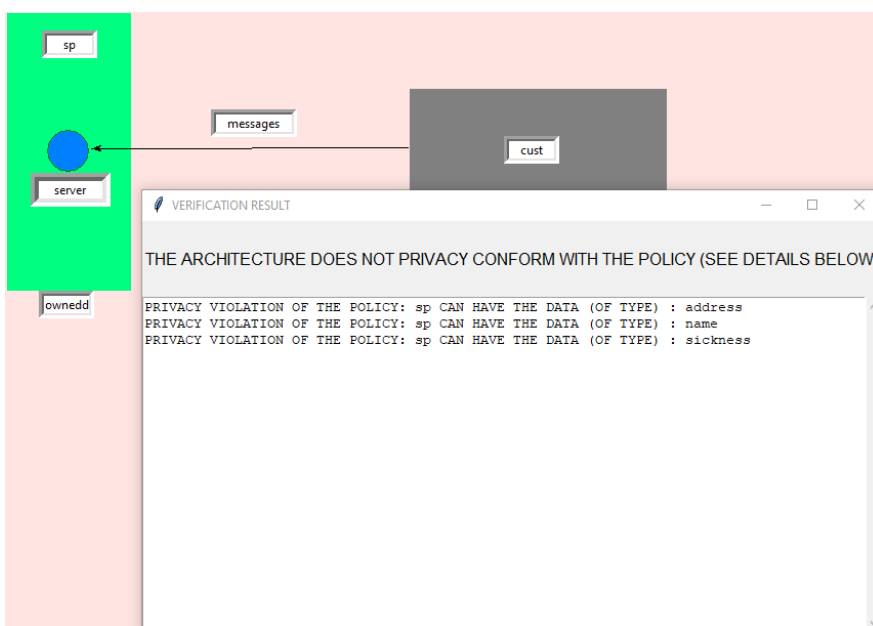 sp
messages
cust
server
VERIFICATION RESULT
THE ARCHITECTURE DOES NOT PRIVACY CONFORM WITH THE POLICY (SEE DETAILS BELOW
ownedd
PRIVACY VIOLATION OF THE POLICY: sp CAN HAVE THE DATA (OF TYPE) : address
PRIVACY VIOLATION OF THE POLICY: sp CAN HAVE THE DATA (OF TYPE) : name
PRIVACY VIOLATION OF THE POLICY: sp CAN HAVE THE DATA (OF TYPE) : sickness